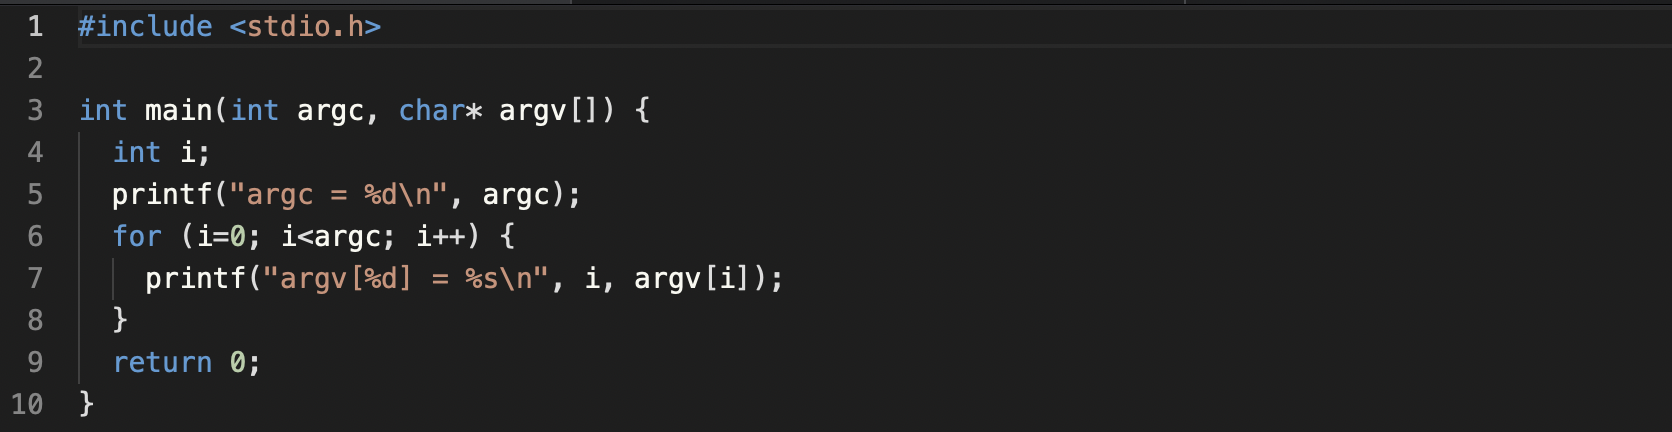 1 #include <stdio.h>
2
3 int main(int argc, char* argv[]) {
4   int i;
5   printf("argc = %d\n", argc);
6   for (i=0; i<argc; i++) {
7     printf("argv[%d] = %s\n", i, argv[i]);
8   }
9   return 0;
10 }